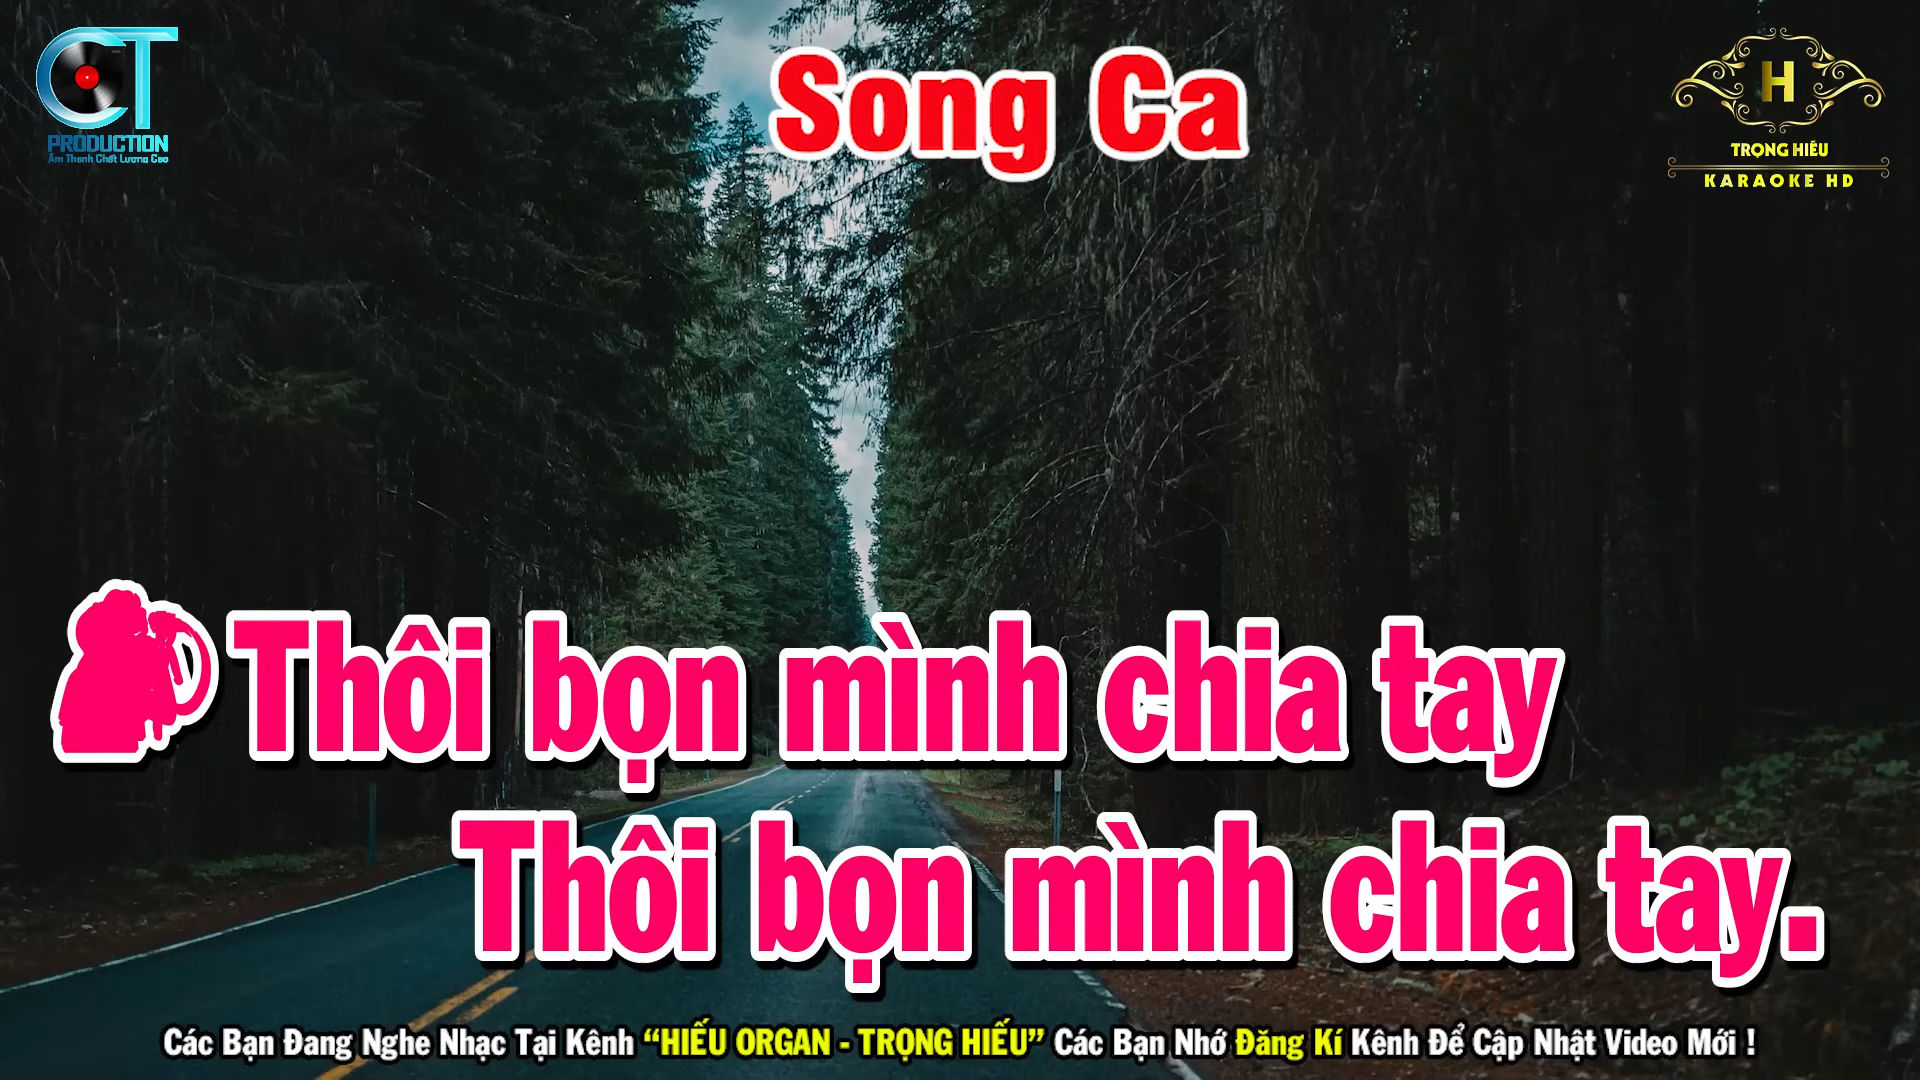 CT
PRODUCTION
Âm Thanh Chất Lượng Cao
Song Ca
H
TRỌNG HIẾU
KARAOKE HD
Thôi bọn mình chia tay
Thôi bọn mình chia tay.
Các Bạn Đang Nghe Nhạc Tại Kênh “HIẾU ORGAN - TRỌNG HIẾU” Các Bạn Nhớ Đăng Kí Kênh Để Cập Nhật Video Mới !